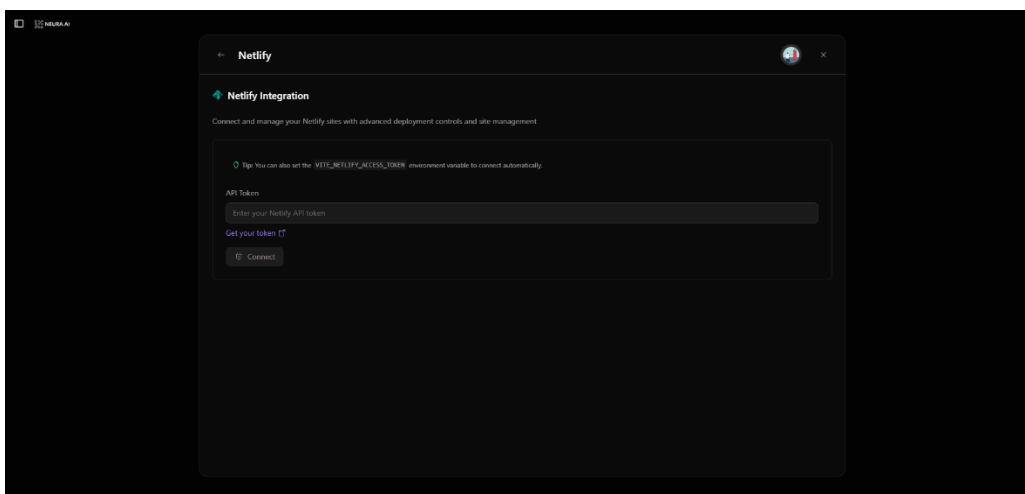 NEURA AI
Netlify
Netlify Integration
Connect and manage your Netlify sites with advanced deployment controls and site management
Tip: You can also set the VITE_NETLIFY_ACCESS_TOKEN environment variable to connect automatically.
API Token
Enter your Netlify API token
Get your token
Connect